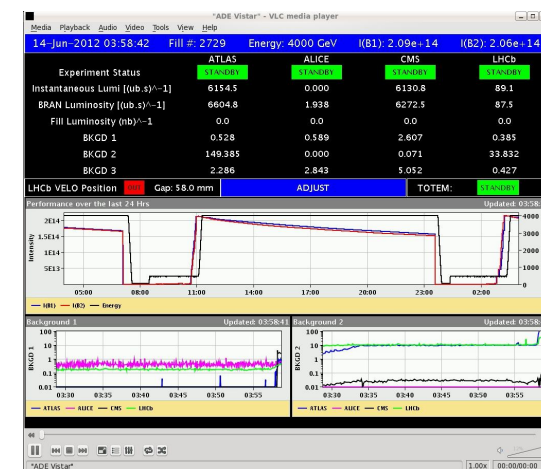 "ADE Vistar" - VLC media player
Media Playback Audio Video Tools View Help
14-Jun-2012 03:58:42 Fill #: 2729 Energy: 4000 GeV I(B1): 2.09e+14 I(B2): 2.06e+14
ATLAS ALICE CMS LHCb
Experiment Status STANDBY STANDBY STANDBY STANDBY
Instantaneous Lumi [(ub.s)^-1] 6154.5 0.000 6130.8 89.1
BRAN Luminosity [(ub.s)^-1] 6604.8 1.938 6272.5 87.5
Fill Luminosity (nb)^-1 0.0 0.0 0.0 0.0
BKGD 1 0.528 0.589 2.607 0.385
BKGD 2 149.385 0.000 0.071 33.832
BKGD 3 2.286 2.843 5.052 0.427
LHCb VELO Position OUT Gap: 58.0 mm ADJUST TOTEM: STANDBY
Performance over the last 24 Hrs Updated: 03:58:
Intensity
2E14
1.5E14
1E14
5E13
4000
3000
2000
1000
0
05:00 08:00 11:00 14:00 17:00 20:00 23:00 02:00
I(B1) I(B2) Energy
Background 1 Updated: 03:58:41
BKGD 1
100
10
1
0.1
0.01
03:30 03:35 03:40 03:45 03:50 03:55
ATLAS ALICE CMS LHCb
Background 2 Updated: 03:58:
BKGD 2
100
10
1
0.1
0.01
03:30 03:35 03:40 03:45 03:50 03:55
ATLAS ALICE CMS LHCb
"ADE Vistar" 1.00x 00:00/00:00